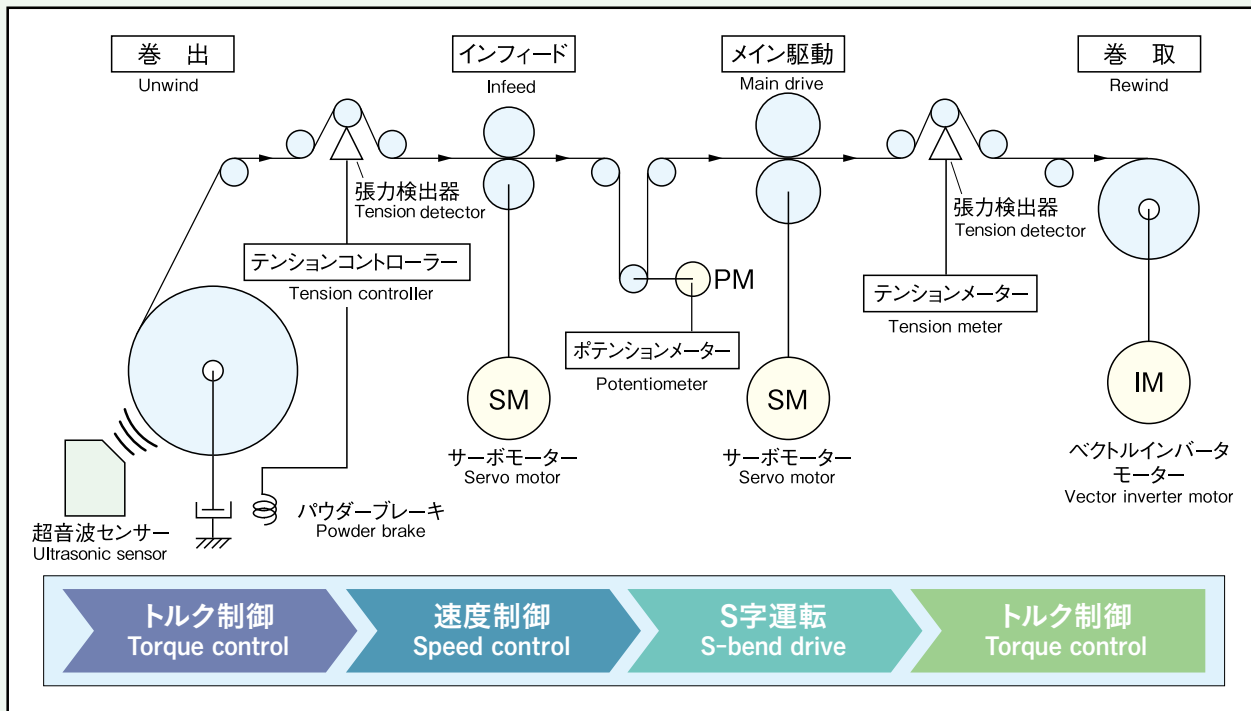 巻 出
Unwind
インフィード
Infeed
メイン駆動
Main drive
巻 取
Rewind
張力検出器
Tension detector
テンションコントローラー
Tension controller
PM
ポテンションメーター
Potentiometer
張力検出器
Tension detector
テンションメーター
Tension meter
SM
サーボモーター
Servo motor
SM
サーボモーター
Servo motor
IM
ベクトルインバータ
モーター
Vector inverter motor
超音波センサー
Ultrasonic sensor
パウダーブレーキ
Powder brake
トルク制御
Torque control
速度制御
Speed control
S字運転
S-bend drive
トルク制御
Torque control